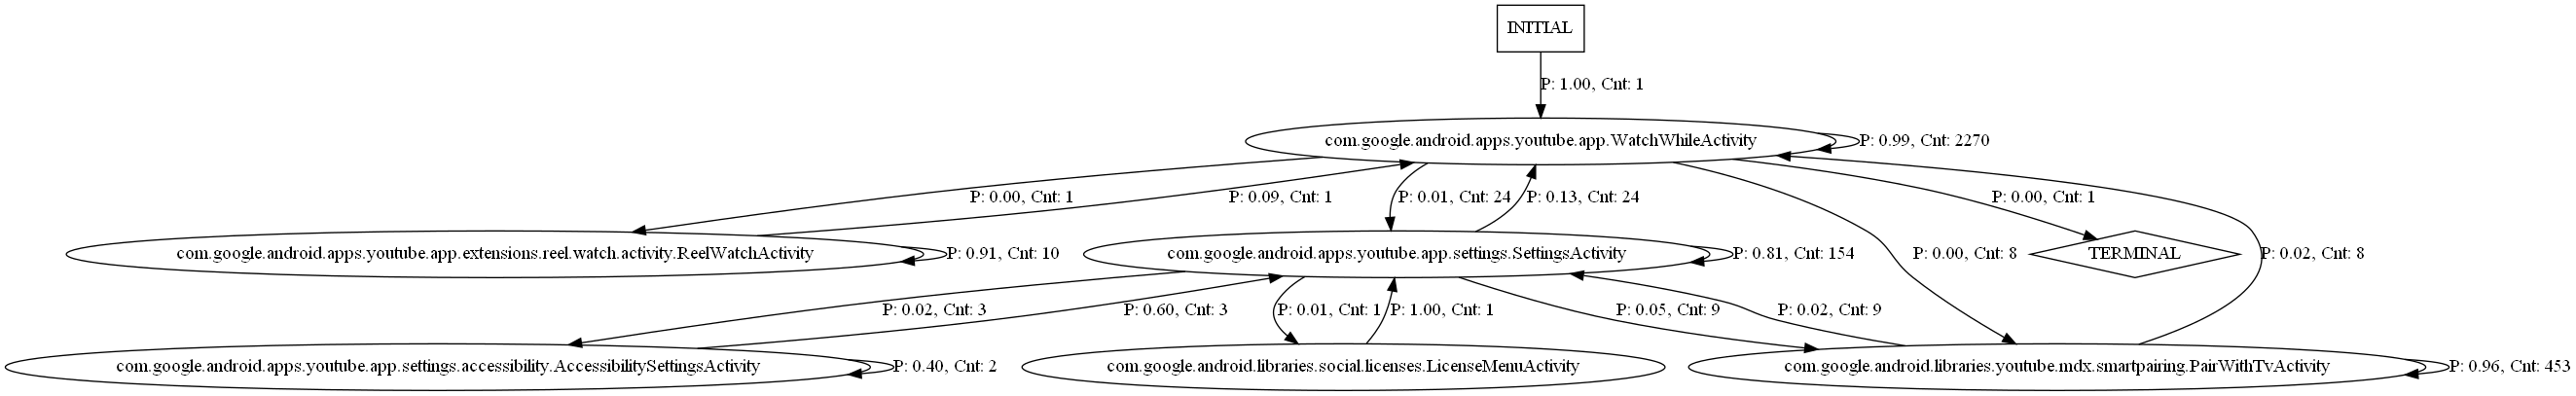 INITIAL
P: 1.00, Cnt: 1
com.google.android.apps.youtube.app.WatchWhileActivity
P: 0.99, Cnt: 2270
P: 0.00, Cnt: 1
P: 0.09, Cnt: 1
P: 0.01, Cnt: 24
P: 0.13, Cnt: 24
P: 0.00, Cnt: 1
com.google.android.apps.youtube.app.extensions.reel.watch.activity.ReelWatchActivity
P: 0.91, Cnt: 10
com.google.android.apps.youtube.app.settings.SettingsActivity
P: 0.81, Cnt: 154
P: 0.00, Cnt: 8
TERMINAL
P: 0.02, Cnt: 8
P: 0.02, Cnt: 3
P: 0.60, Cnt: 3
P: 0.01, Cnt: 1
P: 1.00, Cnt: 1
P: 0.05, Cnt: 9
P: 0.02, Cnt: 9
com.google.android.apps.youtube.app.settings.accessibility.AccessibilitySettingsActivity
P: 0.40, Cnt: 2
com.google.android.libraries.social.licenses.LicenseMenuActivity
com.google.android.libraries.youtube.mdx.smartpairing.PairWithTvActivity
P: 0.96, Cnt: 453